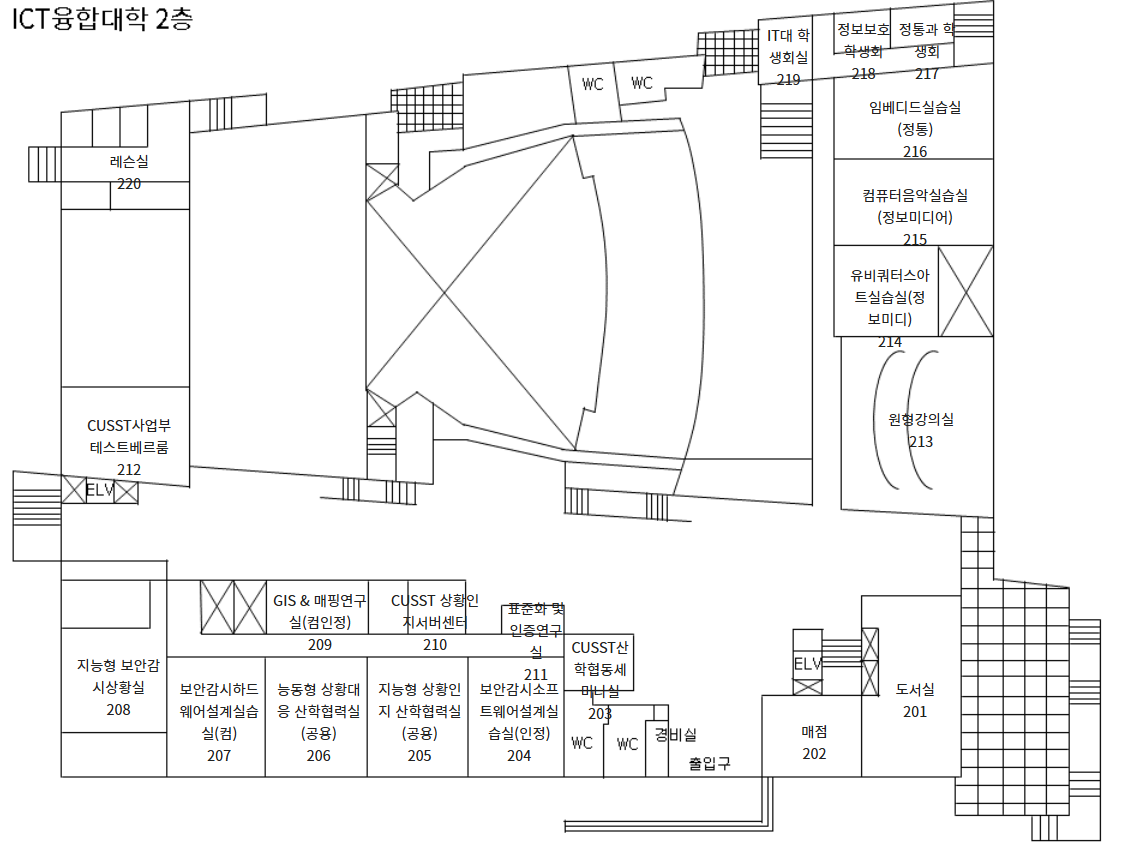 ICT융합대학 2층
IT대 학
생회실
219
정보보호
학생회
218
정통과 학
생회
217
WC
WC
임베디드실습실
(정통)
216
레슨실
220
컴퓨터음악실습실
(정보미디어)
215
유비쿼터스아
트실습실(정
보미디)
214
원형강의실
213
CUSST사업부
테스트베르룸
212
ELV
GIS & 매핑연구
실(컴인정)
209
CUSST 상황인
지서버센터
210
표준화 및
인증연구
실
211
CUSST산
학협동세
미나실
203
지능형 보안감
시상황실
208
보안감시하드
웨어설계실습
실(컴)
207
능동형 상황대
응 산학협력실
(공용)
206
지능형 상황인
지 산학협력실
(공용)
205
보안감시소프
트웨어설계실
습실(인정)
204
WC
WC
경비실
출입구
ELV
매점
202
도서실
201